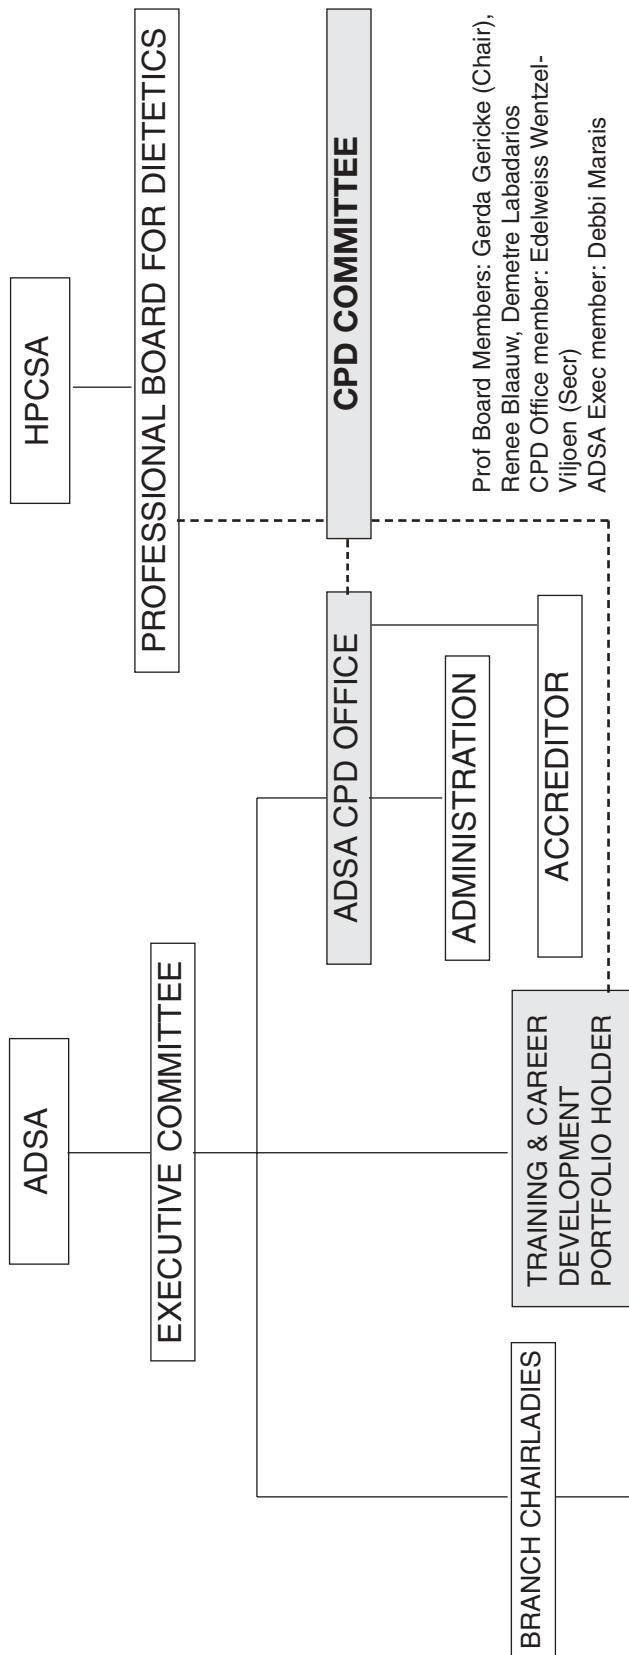 ADSA
HPCSA
EXECUTIVE COMMITTEE
PROFESSIONAL BOARD FOR DIETETICS
ADSA CPD OFFICE
CPD COMMITTEE
ADMINISTRATION
ACCREDITOR
BRANCH CHAIRLADIES
TRAINING & CAREER
DEVELOPMENT
PORTFOLIO HOLDER
Prof Board Members: Gerda Gericke (Chair),
Renee Blaauw, Demetre Labadarios
CPD Office member: Edelweiss Wentzel-
Viljoen (Secr)
ADSA Exec member: Debbi Marais